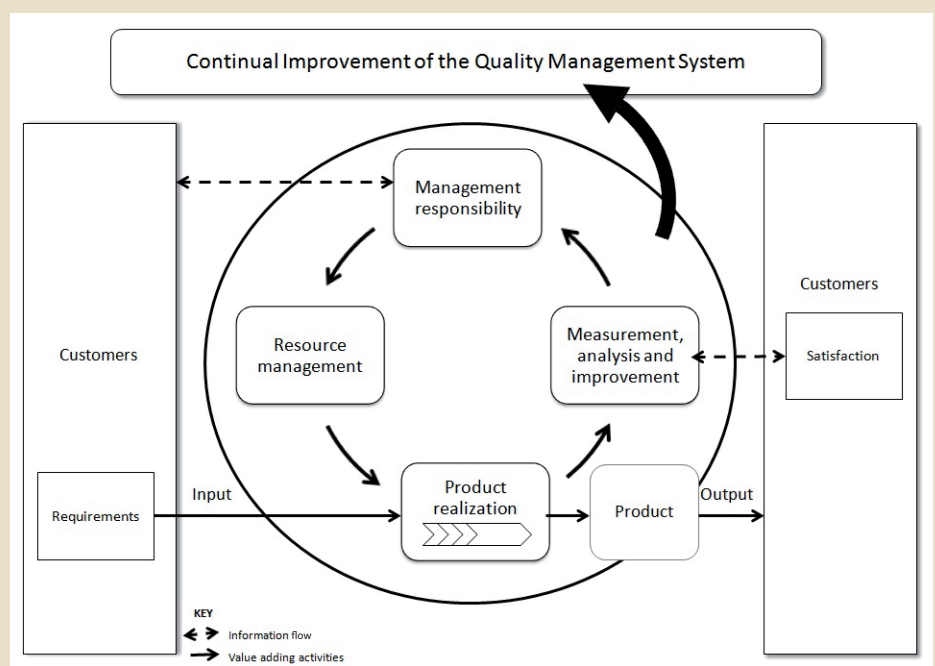 Continual Improvement of the Quality Management System
Management
responsibility
Customers
Resource
management
Measurement,
analysis and
improvement
Customers
Satisfaction
Requirements
Input
Product
realization
Product
Output
KEY
Information flow
Value adding activities